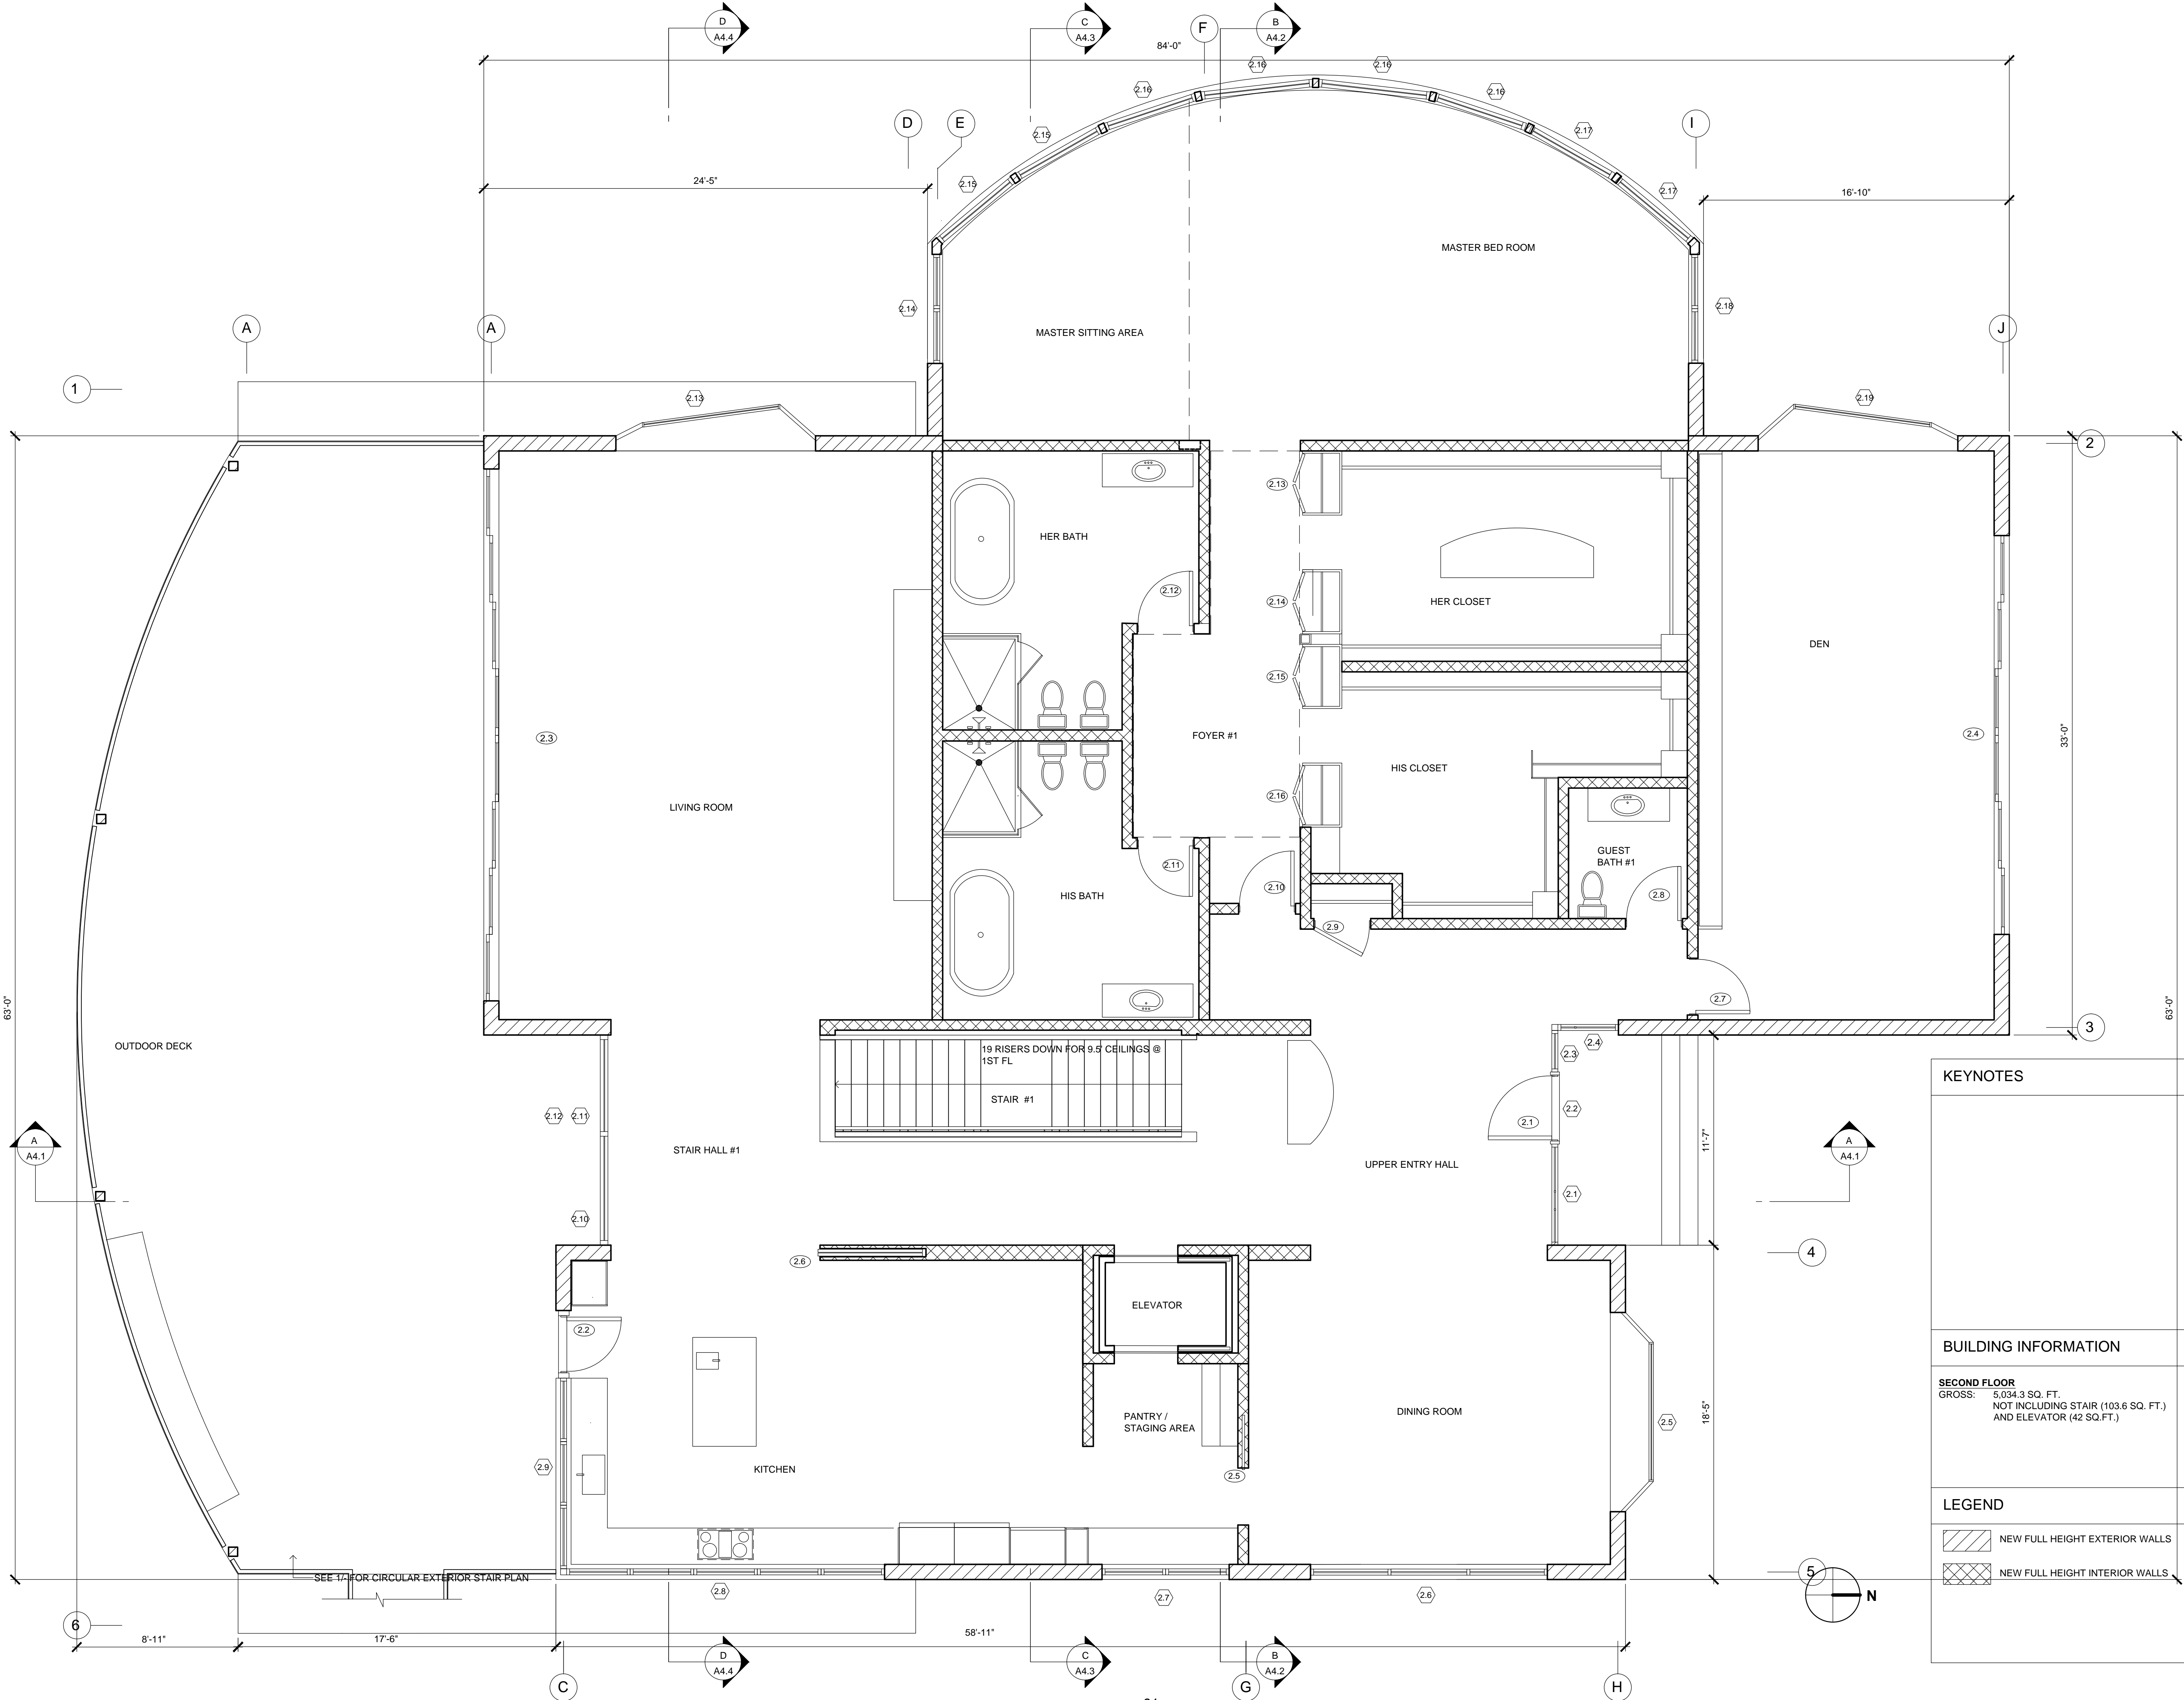 D
A4.4
C
A4.3
F
B
A4.2
84'-0"
2.16
2.16
2.16
2.16
D
E
I
2.15
2.17
24'-5"
2.15
2.17
16'-10"
MASTER BED ROOM
2.14
2.18
A
A
MASTER SITTING AREA
J
1
2.13
2.19
2
2.13
HER BATH
2.12
2.14
HER CLOSET
DEN
2.15
2.3
FOYER #1
2.4
33'-0"
HIS CLOSET
2.16
LIVING ROOM
GUEST
BATH #1
2.11
2.10
HIS BATH
2.8
2.9
63'-0"
63'-0"
2.7
3
OUTDOOR DECK
19 RISERS DOWN FOR 9.5' CEILINGS @
1ST FL
2.3
2.4
KEYNOTES
STAIR #1
2.12
2.11
2.2
2.1
A
A4.1
STAIR HALL #1
UPPER ENTRY HALL
11'-7"
A
A4.1
2.1
2.10
4
2.6
ELEVATOR
2.2
BUILDING INFORMATION
SECOND FLOOR
GROSS: 5,034.3 SQ. FT.
NOT INCLUDING STAIR (103.6 SQ. FT.)
AND ELEVATOR (42 SQ.FT.)
PANTRY /
STAGING AREA
DINING ROOM
18'-5"
2.5
2.9
KITCHEN
2.5
LEGEND
NEW FULL HEIGHT EXTERIOR WALLS
NEW FULL HEIGHT INTERIOR WALLS
SEE 1/- FOR CIRCULAR EXTERIOR STAIR PLAN
2.8
2.7
2.6
5
N
6
8'-11"
17'-6"
58'-11"
D
A4.4
C
A4.3
B
A4.2
C
G
H